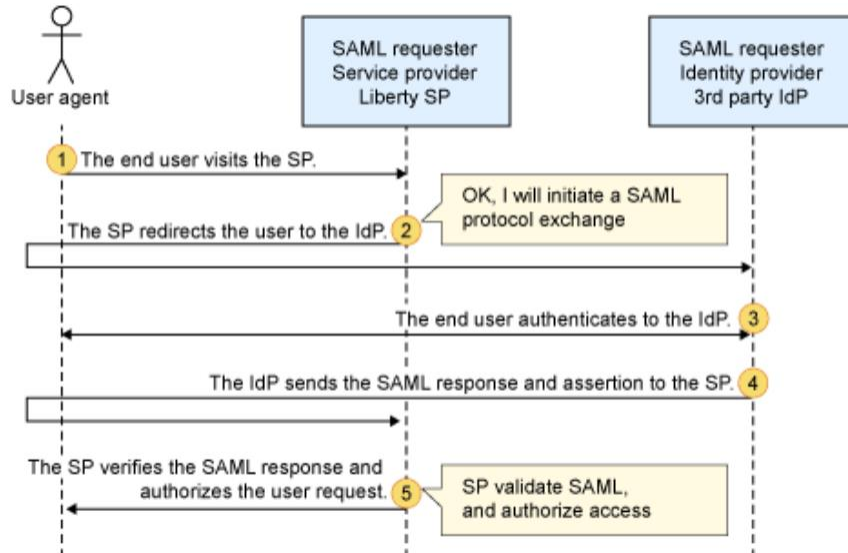 User agent
SAML requester
Service provider
Liberty SP
SAML requester
Identity provider
3rd party IdP
1 The end user visits the SP.
OK, I will initiate a SAML
protocol exchange
The SP redirects the user to the IdP. 2
The end user authenticates to the IdP. 3
The IdP sends the SAML response and assertion to the SP. 4
The SP verifies the SAML response and
authorizes the user request. 5
SP validate SAML,
and authorize access